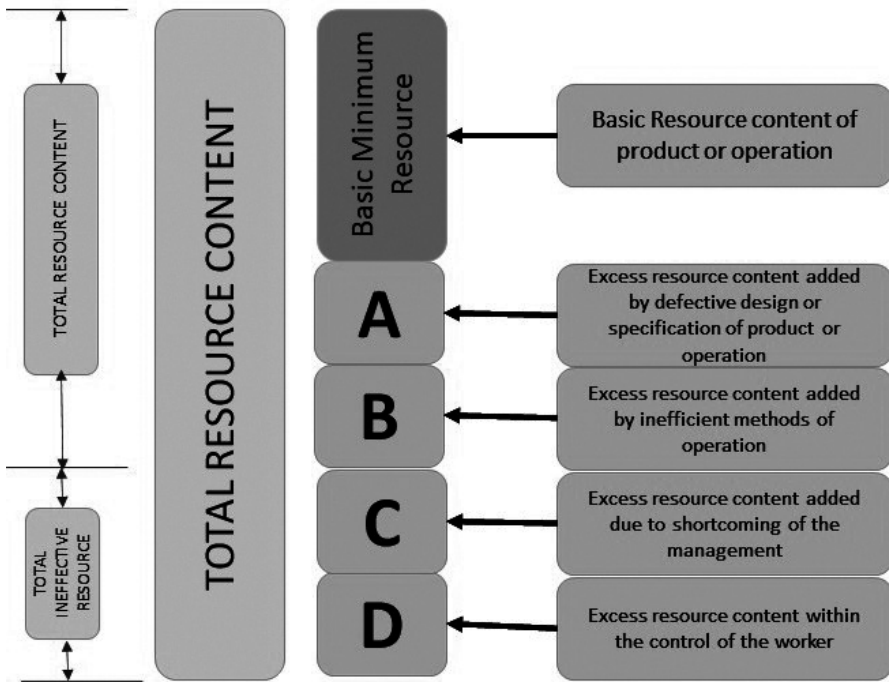 TOTAL RESOURCE CONTENT
TOTAL
INEFFECTIVE
RESOURCE
TOTAL RESOURCE CONTENT
Basic Minimum
Resource
A
B
C
D
Basic Resource content of
product or operation
Excess resource content added
by defective design or
specification of product or
operation
Excess resource content added
by inefficient methods of
operation
Excess resource content added
due to shortcoming of the
management
Excess resource content within
the control of the worker